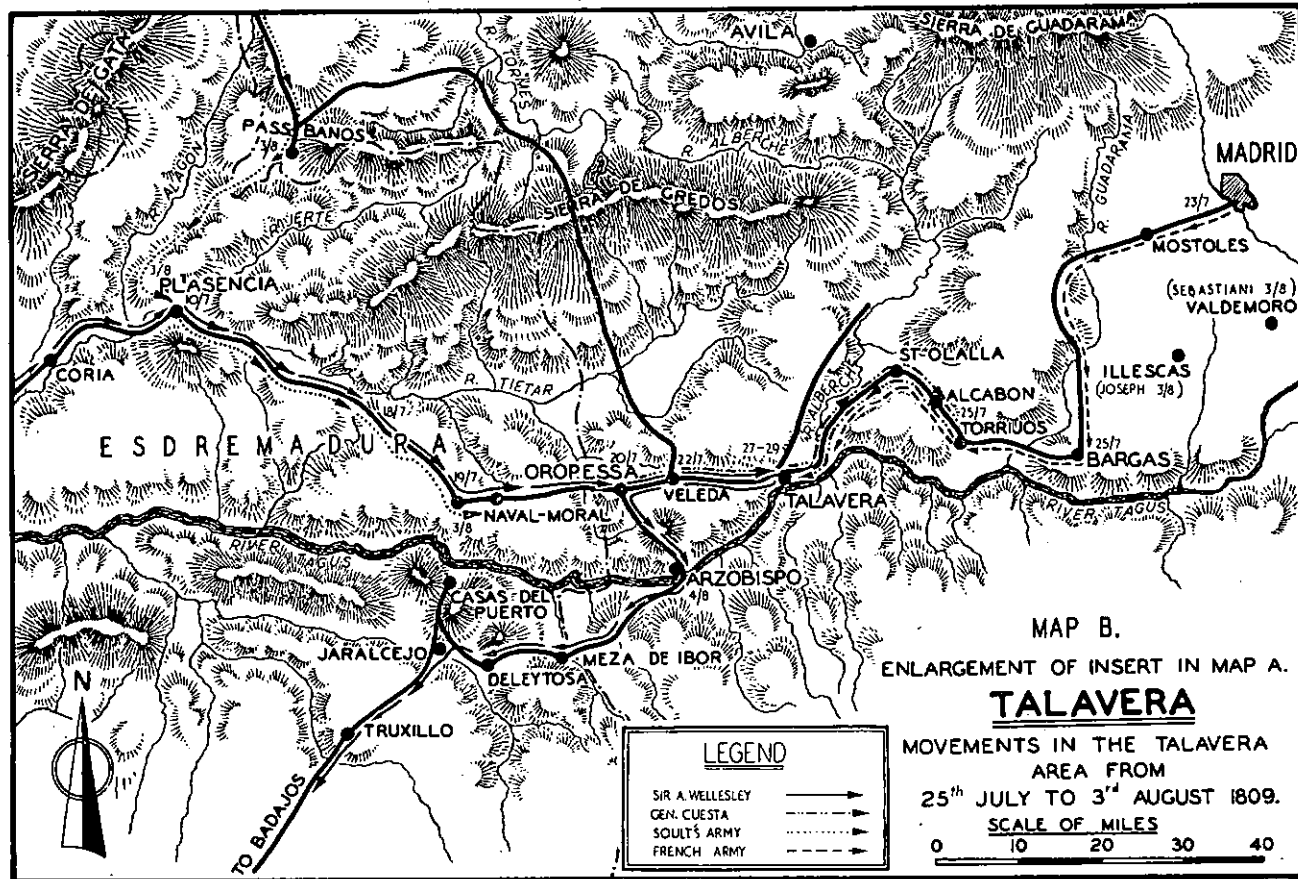 SIERRA DE GATA
R. TORMES
AVILA
SIERRA DE GUADARAMA
PASS BANOS
3/8
R. ALAGON
R. ALBERCHE
R. GUADARAJA
MADRID
23/7
MOSTOLES
R. JERTE
SIERRA DE GREDOS
(SEBASTIANI 3/8)
VALDEMORO
3/8
PLASENCIA
10/7
CORIA
ST OLALLA
ILLESCAS
(JOSEPH 3/8)
R. TIETAR
R. ALBERCHE
ALCABON
25/7
TORRIJOS
18/7
ESDREMADURA
25/7
BARGAS
19/7
20/7
OROPESSA
22/7
27-29
VELEDA
TALAVERA
NAVAL-MORAL
3/8
RIVER TAGUS
RIVER TAGUS
ARZOBISPO
4/8
CASAS DEL
PUERTO
JARALCEJO
DELEYTOSA
MEZA DE IBOR
N
TRUXILLO
TO BADAJOS
MAP B.
ENLARGEMENT OF INSERT IN MAP A.
TALAVERA
MOVEMENTS IN THE TALAVERA
AREA FROM
25th JULY TO 3rd AUGUST 1809.
SCALE OF MILES
0 10 20 30 40
LEGEND
SIR A. WELLESLEY
GEN. CUESTA
SOULT'S ARMY
FRENCH ARMY